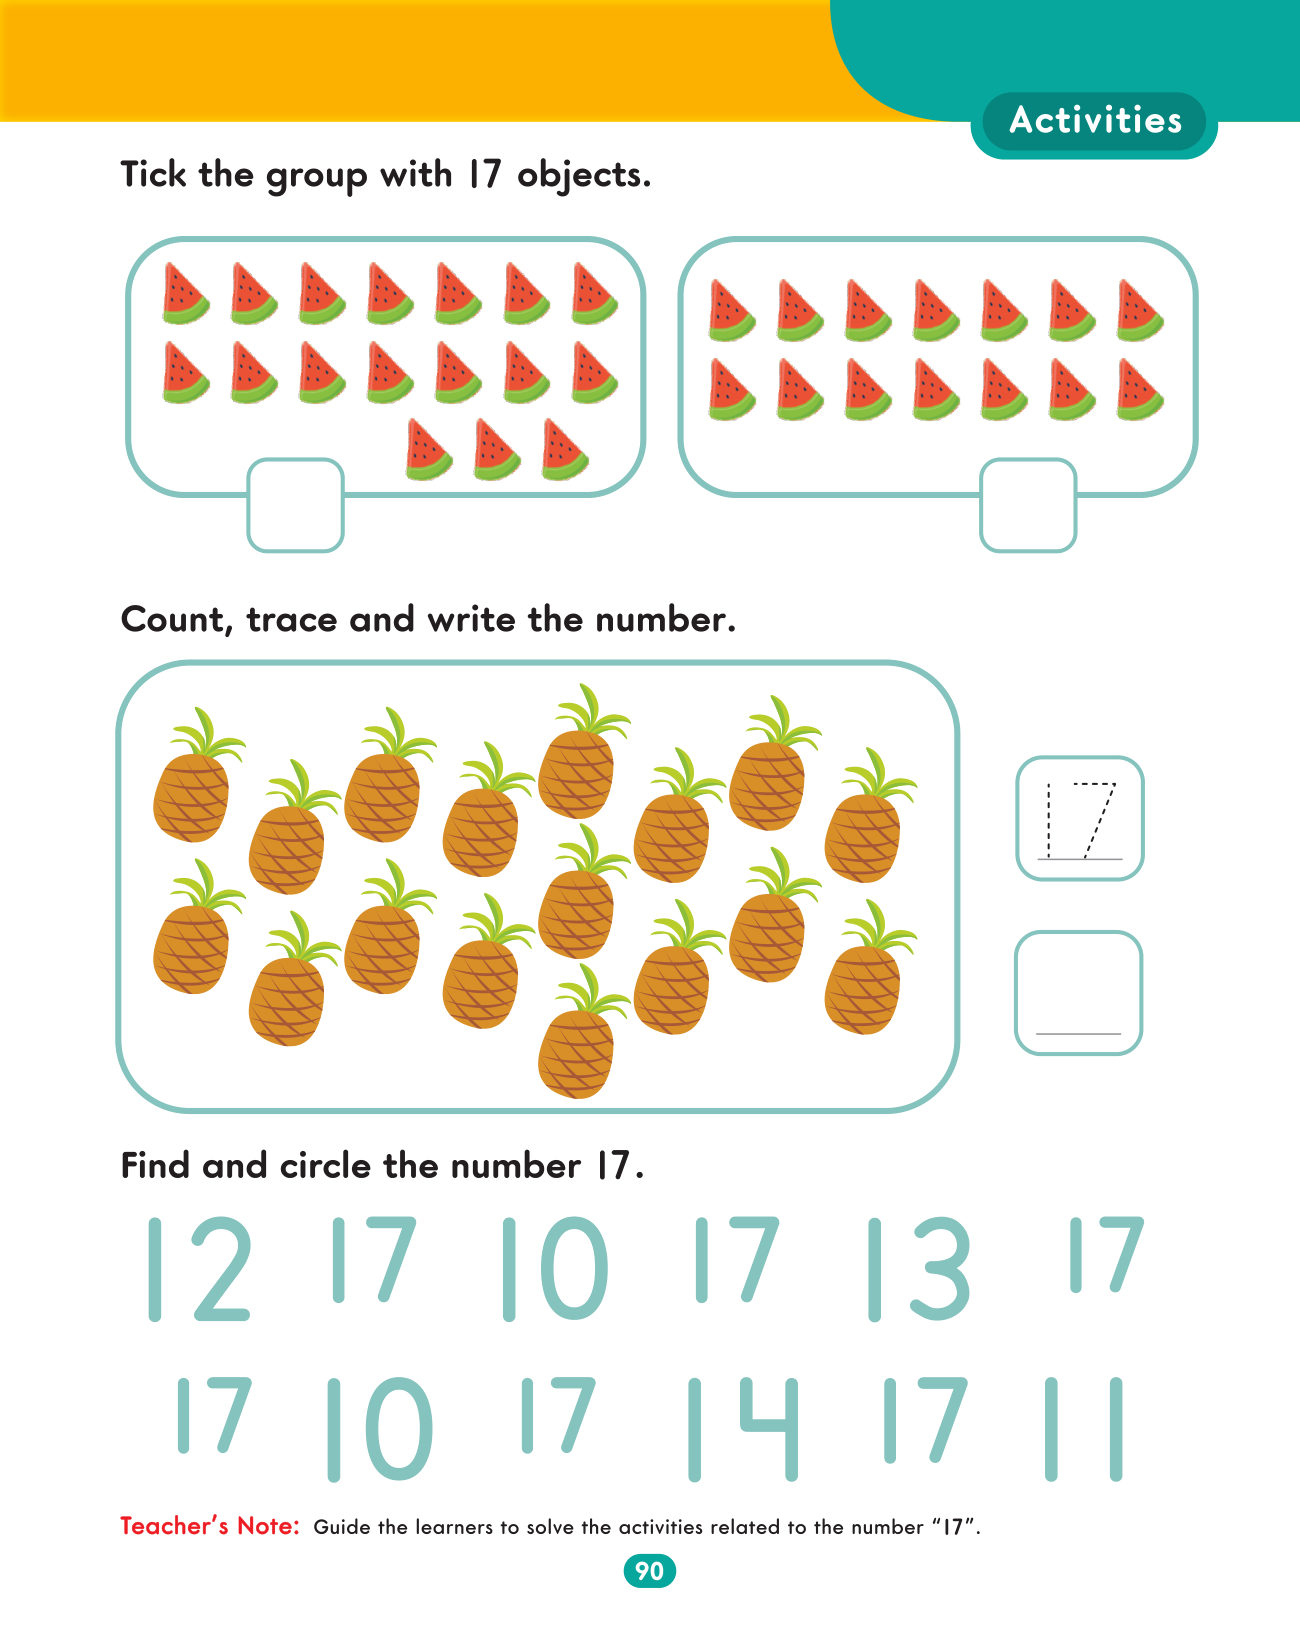 Activities
Tick the group with 17 objects.
Count, trace and write the number.
17
Find and circle the number 17.
12 17 10 17 13 17
17 10 17 14 17 11
Teacher's Note: Guide the learners to solve the activities related to the number “17”.
90